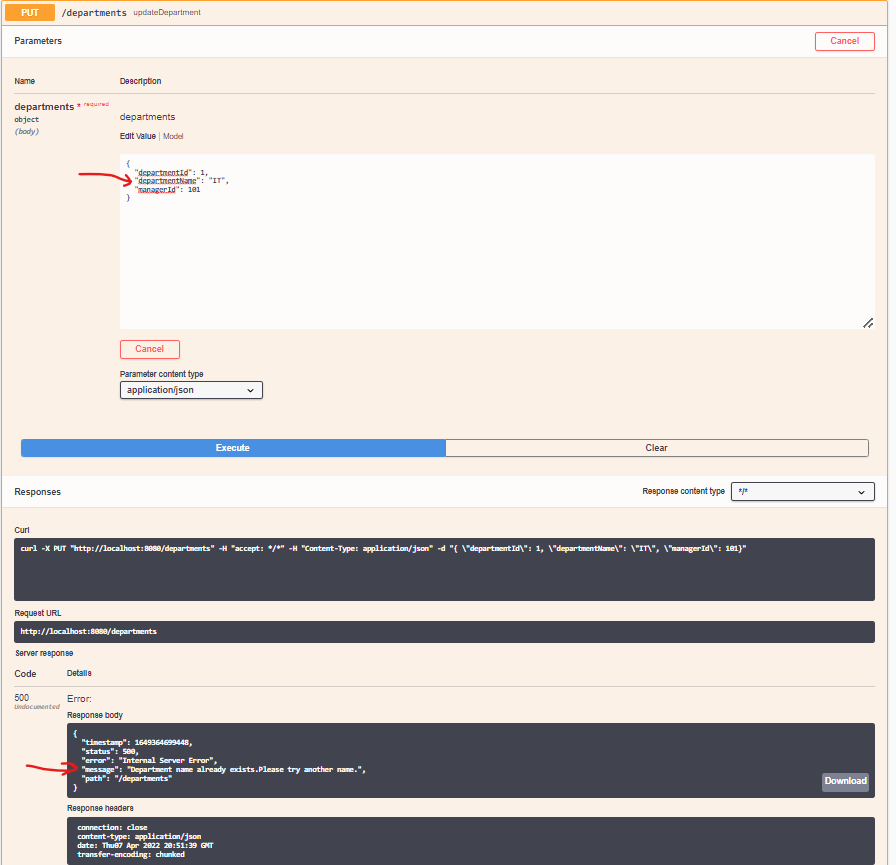 PUT /departments updateDepartment
Parameters Cancel
Name Description
departments * required
object
(body)
departments
Edit Value | Model
{
"departmentId": 1,
"departmentName": "IT",
"managerId": 101
}
Cancel
Parameter content type
application/json
Execute Clear
Responses Response content type */*
Curl
curl -X PUT "http://localhost:8080/departments" -H "accept: */*" -H "Content-Type: application/json" -d "{ \"departmentId\": 1, \"departmentName\": \"IT\", \"managerId\": 101}"
Request URL
http://localhost:8080/departments
Server response
Code Details
500 Error:
Undocumented
Response body
{
"timestamp": 1649364699448,
"status": 500,
"error": "Internal Server Error",
"message": "Department name already exists.Please try another name.",
"path": "/departments"
}
Download
Response headers
connection: close
content-type: application/json
date: Thu07 Apr 2022 20:51:39 GMT
transfer-encoding: chunked